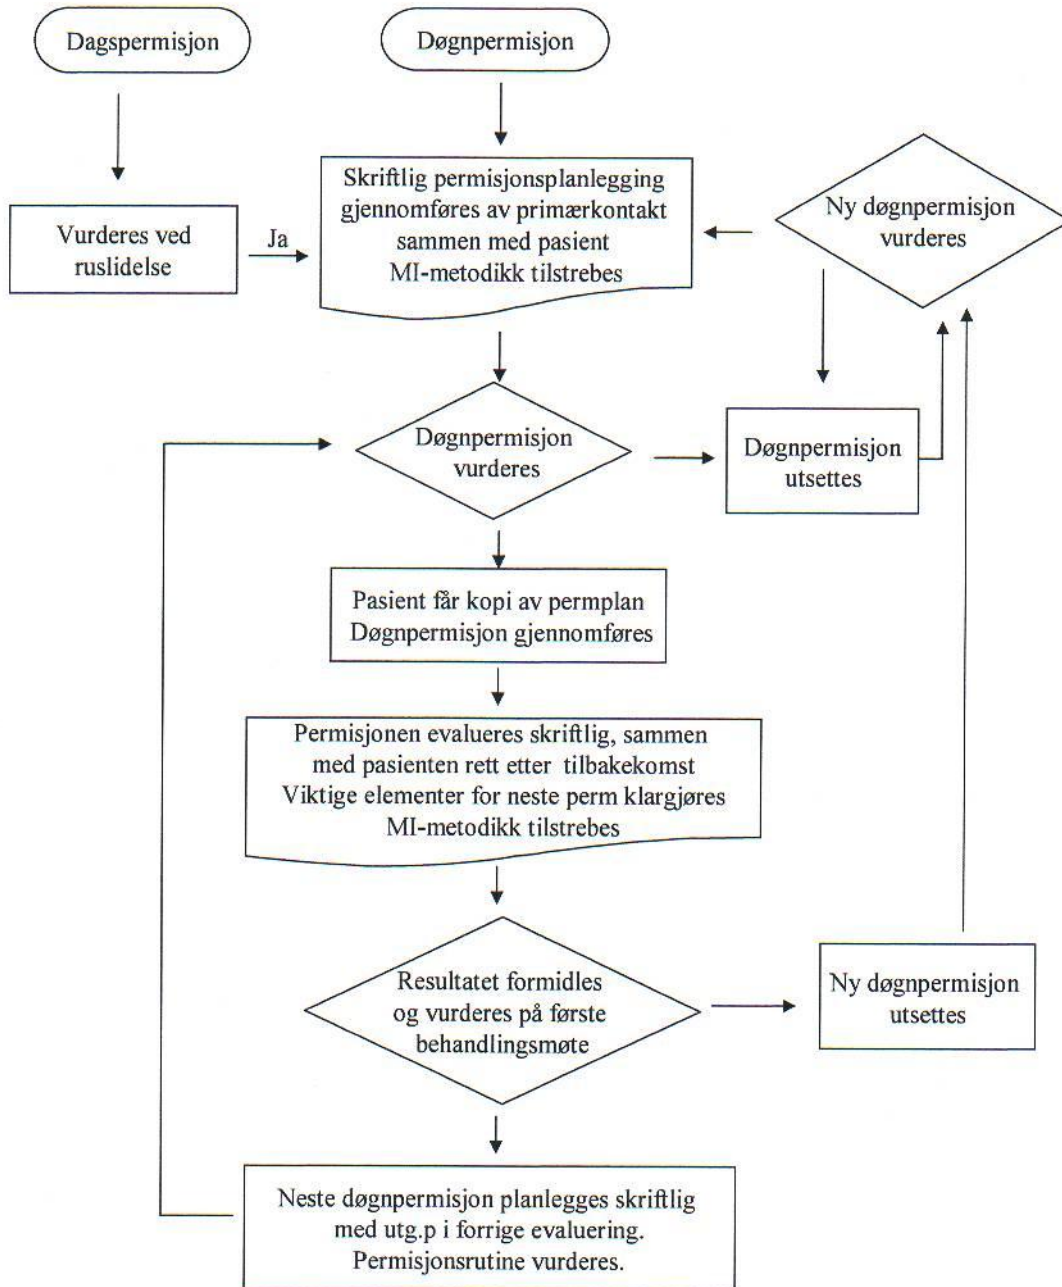 Dagspermisjon
Døgnpermisjon
Skriftlig permisjonsplanlegging
gjennomføres av primærkontakt
sammen med pasient
MI-metodikk tilstrebes
Ny døgnpermisjon
vurderes
Vurderes ved
ruslidelse
Ja
Døgnpermisjon
vurderes
Døgnpermisjon
utsettes
Pasient får kopi av permplan
Døgnpermisjon gjennomføres
Permisjonen evalueres skriftlig, sammen
med pasienten rett etter tilbakekomst
Viktige elementer for neste perm klargjøres
MI-metodikk tilstrebes
Resultatet formidles
og vurderes på første
behandlingsmøte
Ny døgnpermisjon
utsettes
Neste døgnpermisjon planlegges skriftlig
med utg.p i forrige evaluering.
Permisjonsrutine vurderes.